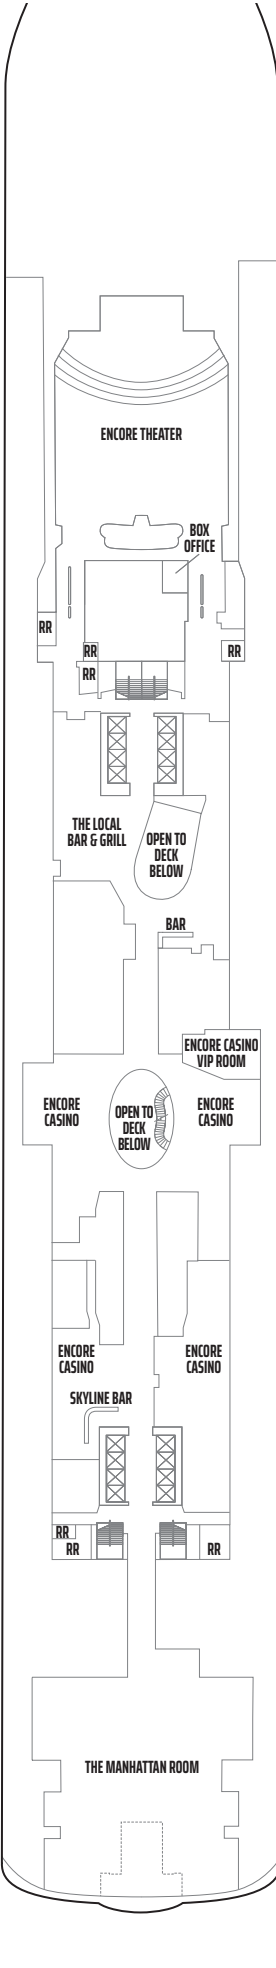 ENCORE THEATER
BOX
OFFICE
RR
RR
RR
RR
THE LOCAL
BAR & GRILL
OPEN TO
DECK
BELOW
BAR
ENCORE CASINO
VIP ROOM
ENCORE
CASINO
OPEN TO
DECK
BELOW
ENCORE
CASINO
ENCORE
CASINO
ENCORE
CASINO
SKYLINE BAR
RR
RR
RR
THE MANHATTAN ROOM